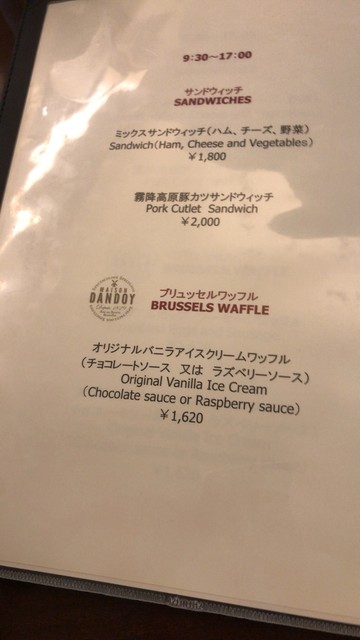 9:30～17:00
サンドウィッチ
SANDWICHES
ミックスサンドウィッチ(ハム、チーズ、野菜)
Sandwich(Ham, Cheese and Vegetables)
￥1,800
霧降高原豚カツサンドウィッチ
Pork Cutlet Sandwich
￥2,000
MAISON
DANDOY
ブリュッセルワッフル
BRUSSELS WAFFLE
オリジナルバニラアイスクリームワッフル
(チョコレートソース 又は ラズベリーソース)
Original Vanilla Ice Cream
(Chocolate sauce or Raspberry sauce)
￥1,620